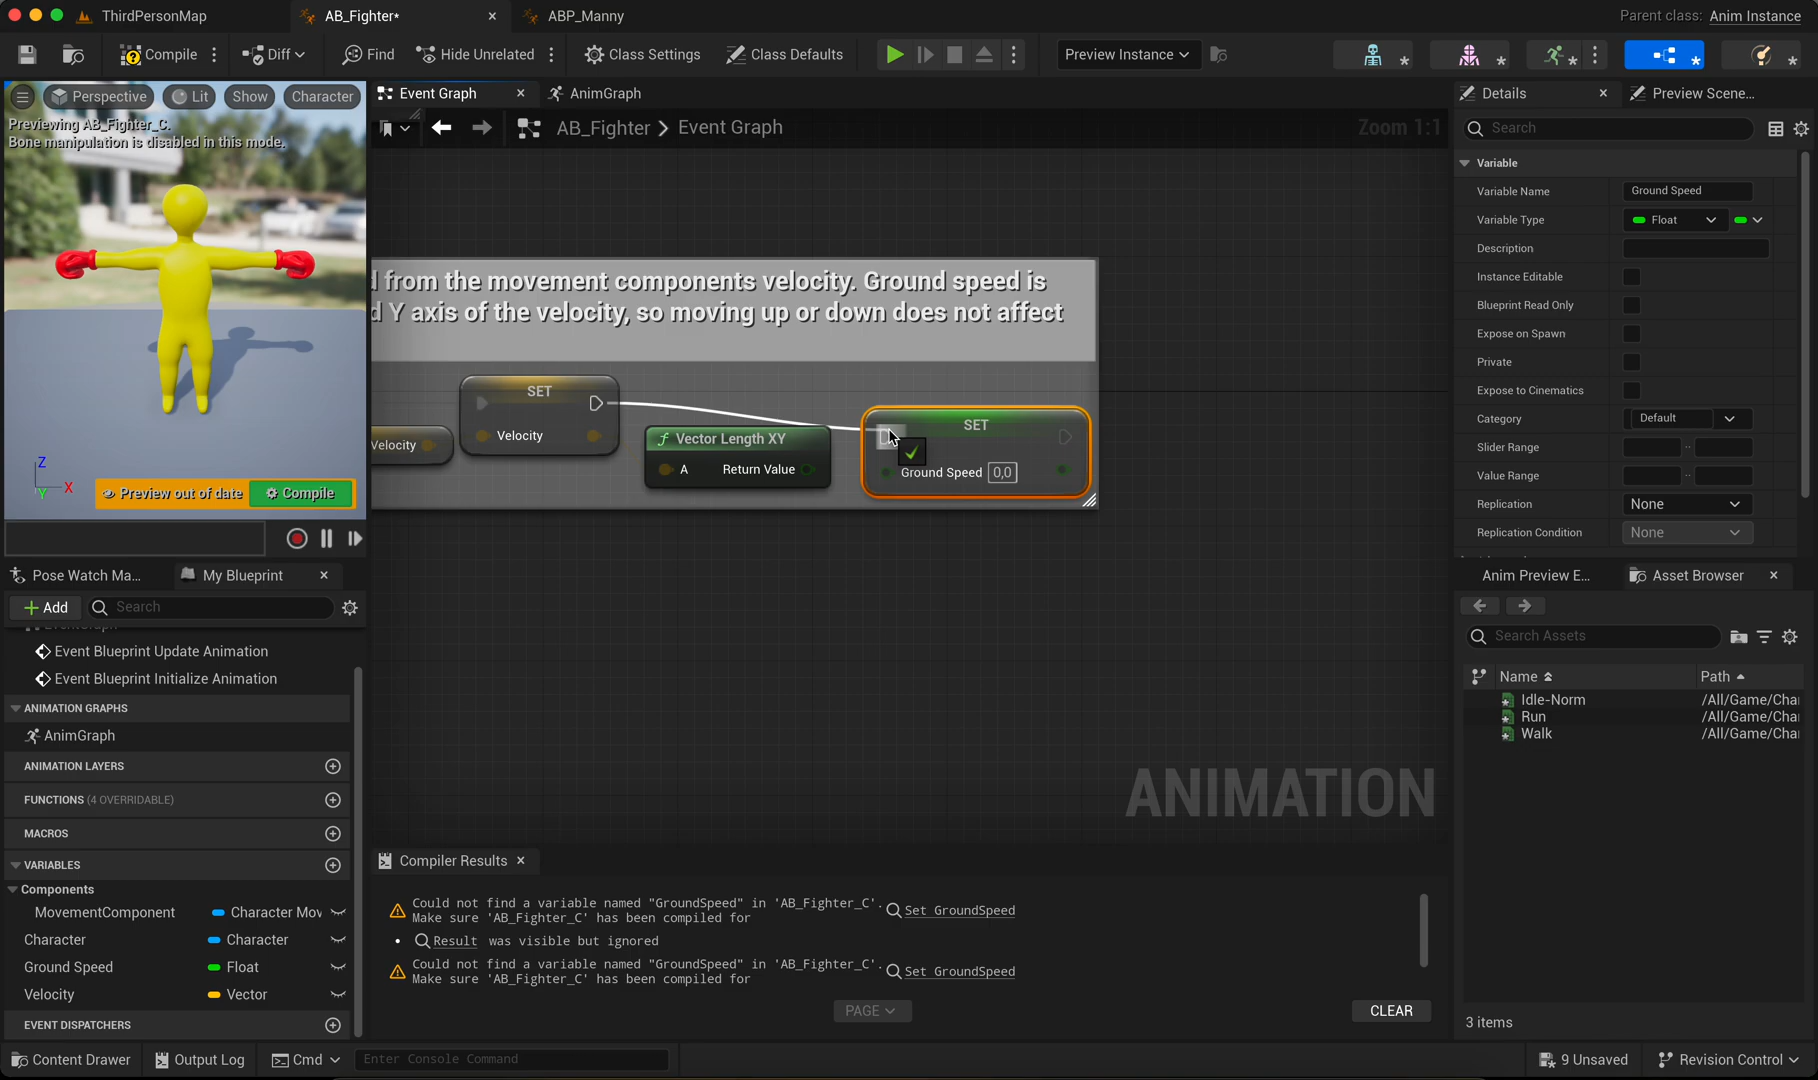 ThirdPersonMap
AB_Fighter*
ABP_Manny
Parent class: Anim Instance
Compile
Diff
Find
Hide Unrelated
Class Settings
Class Defaults
Preview Instance
Perspective
Lit
Show
Character
Previewing AB_Fighter_C.
Bone manipulation is disabled in this mode.
Z
X
Y
Preview out of date
Compile
Event Graph
AnimGraph
AB_Fighter > Event Graph
Zoom 1:1
d from the movement components velocity. Ground speed is
d Y axis of the velocity, so moving up or down does not affect
SET
Velocity
Velocity
f Vector Length XY
A Return Value
SET
Ground Speed 0,0
ANIMATION
Pose Watch Ma...
My Blueprint
Add
Search
EventGraph
Event Blueprint Update Animation
Event Blueprint Initialize Animation
ANIMATION GRAPHS
AnimGraph
ANIMATION LAYERS
FUNCTIONS (4 OVERRIDABLE)
MACROS
VARIABLES
Components
MovementComponent Character Mov
Character Character
Ground Speed Float
Velocity Vector
EVENT DISPATCHERS
Compiler Results
Could not find a variable named "GroundSpeed" in 'AB_Fighter_C'.
Make sure 'AB_Fighter_C' has been compiled for
Set GroundSpeed
Result was visible but ignored
Could not find a variable named "GroundSpeed" in 'AB_Fighter_C'.
Make sure 'AB_Fighter_C' has been compiled for
Set GroundSpeed
PAGE
CLEAR
Details
Preview Scene...
Search
Variable
Variable Name Ground Speed
Variable Type Float
Description
Instance Editable
Blueprint Read Only
Expose on Spawn
Private
Expose to Cinematics
Category Default
Slider Range
Value Range
Replication None
Replication Condition None
Anim Preview E...
Asset Browser
Search Assets
Name Path
Idle-Norm /All/Game/Cha
Run /All/Game/Cha
Walk /All/Game/Cha
3 items
Content Drawer
Output Log
Cmd
Enter Console Command
9 Unsaved
Revision Control